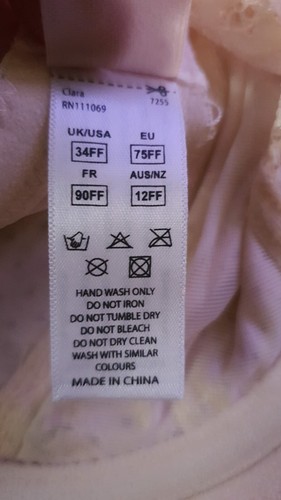 Clara
RN111069 7255
UK/USA EU
34FF 75FF
FR AUS/NZ
90FF 12FF
HAND WASH ONLY
DO NOT IRON
DO NOT TUMBLE DRY
DO NOT BLEACH
DO NOT DRY CLEAN
WASH WITH SIMILAR
COLOURS
MADE IN CHINA